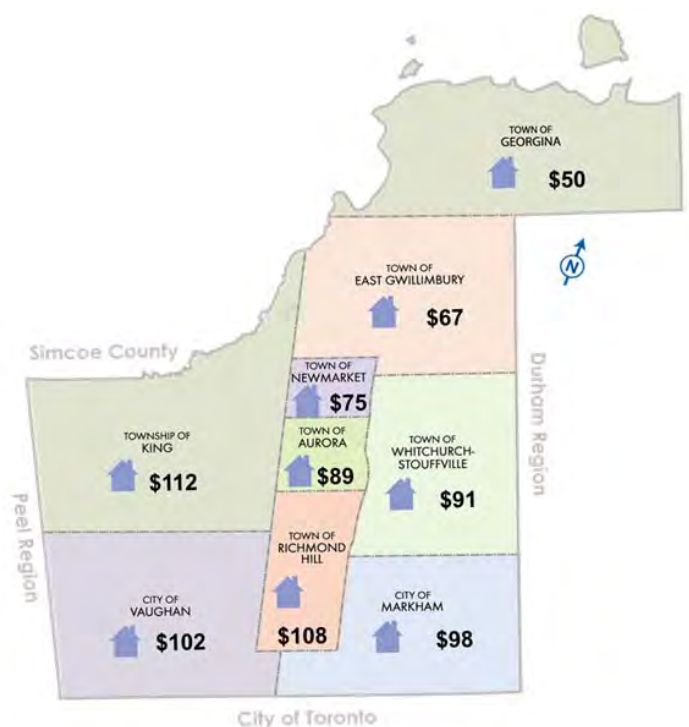 TOWN OF
GEORGINA
$50
N
TOWN OF
EAST GWILLIMBURY
$67
Simcoe County
Durham Region
TOWN OF
NEWMARKET
$75
TOWNSHIP OF
KING
$112
TOWN OF
AURORA
$89
TOWN OF
WHITCHURCH-
STOUFFVILLE
$91
Peel Region
TOWN OF
RICHMOND
HILL
$108
CITY OF
VAUGHAN
$102
CITY OF
MARKHAM
$98
City of Toronto